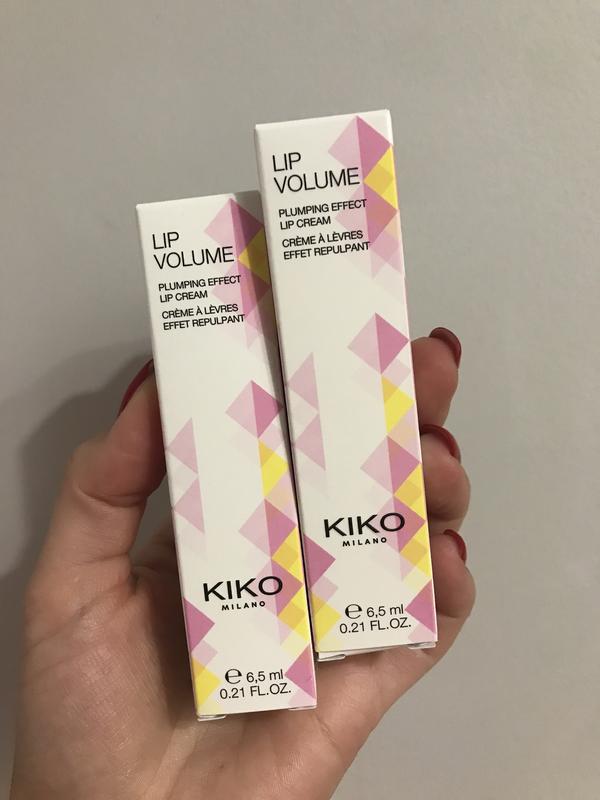 LIP
VOLUME
PLUMPING EFFECT
LIP CREAM
CRÈME À LÈVRES
EFFET REPULPANT
KIKO
MILANO
e 6,5 ml
0.21 FL.OZ.
LIP
VOLUME
PLUMPING EFFECT
LIP CREAM
CRÈME À LÈVRES
EFFET REPULPANT
KIKO
MILANO
e 6,5 ml
0.21 FL.OZ.